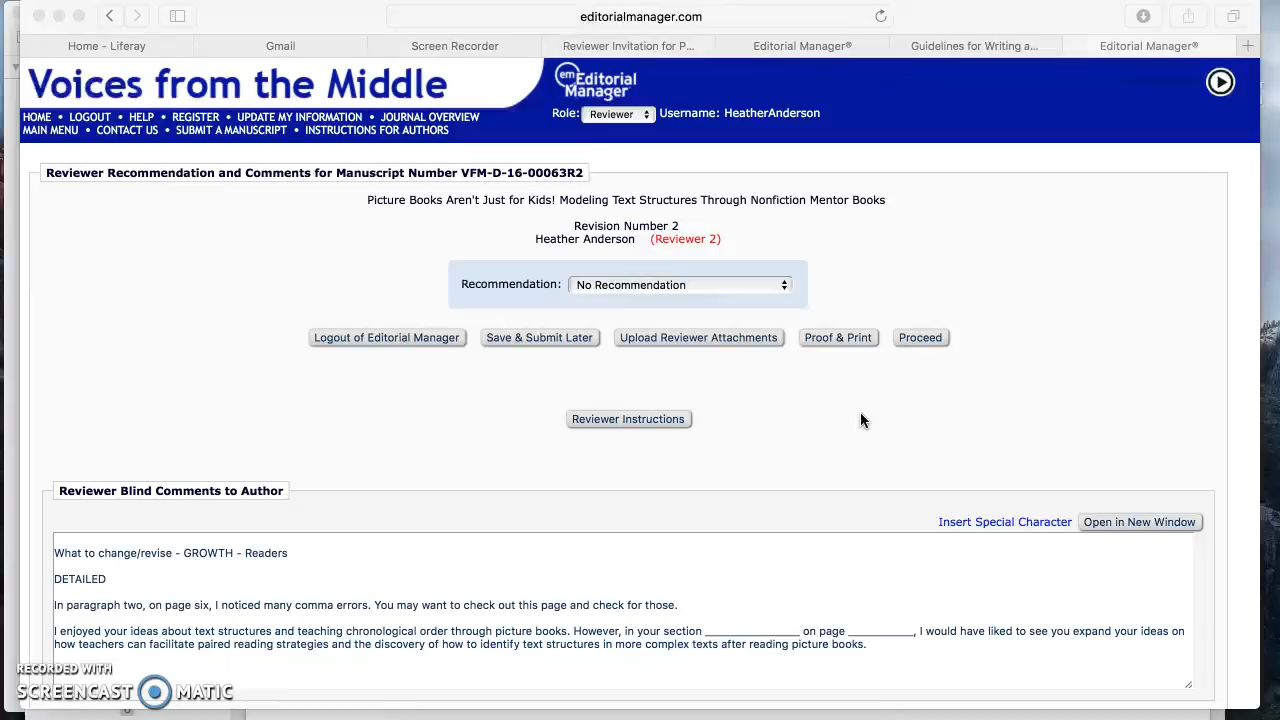 editorialmanager.com
Home - Liferay
Gmail
Screen Recorder
Reviewer Invitation for P...
Editorial Manager®
Guidelines for Writing a...
Editorial Manager®
Voices from the Middle
em Editorial Manager
Role: Reviewer Username: HeatherAnderson
HOME • LOGOUT • HELP • REGISTER • UPDATE MY INFORMATION • JOURNAL OVERVIEW
MAIN MENU • CONTACT US • SUBMIT A MANUSCRIPT • INSTRUCTIONS FOR AUTHORS
Reviewer Recommendation and Comments for Manuscript Number VFM-D-16-00063R2
Picture Books Aren't Just for Kids! Modeling Text Structures Through Nonfiction Mentor Books
Revision Number 2
Heather Anderson (Reviewer 2)
Recommendation: No Recommendation
Logout of Editorial Manager
Save & Submit Later
Upload Reviewer Attachments
Proof & Print
Proceed
Reviewer Instructions
Reviewer Blind Comments to Author
Insert Special Character
Open in New Window
What to change/revise - GROWTH - Readers
DETAILED
In paragraph two, on page six, I noticed many comma errors. You may want to check out this page and check for those.
I enjoyed your ideas about text structures and teaching chronological order through picture books. However, in your section _______________ on page __________, I would have liked to see you expand your ideas on
how teachers can facilitate paired reading strategies and the discovery of how to identify text structures in more complex texts after reading picture books.
RECORDED WITH
SCREENCAST MATIC